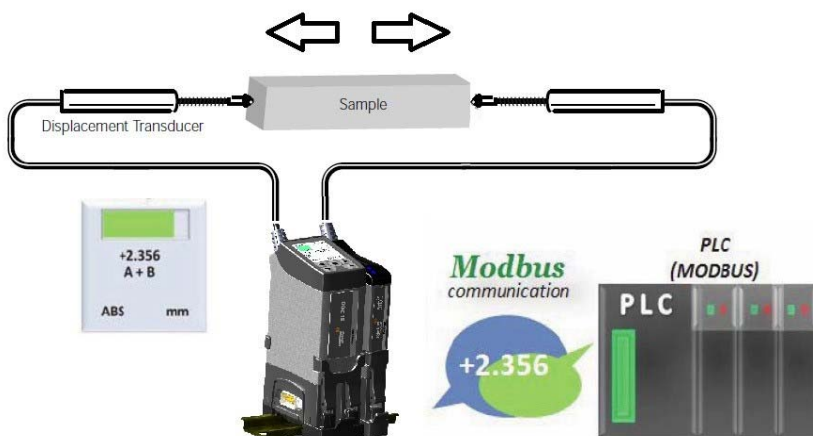 Sample
Displacement Transducer
+2.356
A + B
ABS mm
Modbus
communication
+2.356
PLC
(MODBUS)
PLC